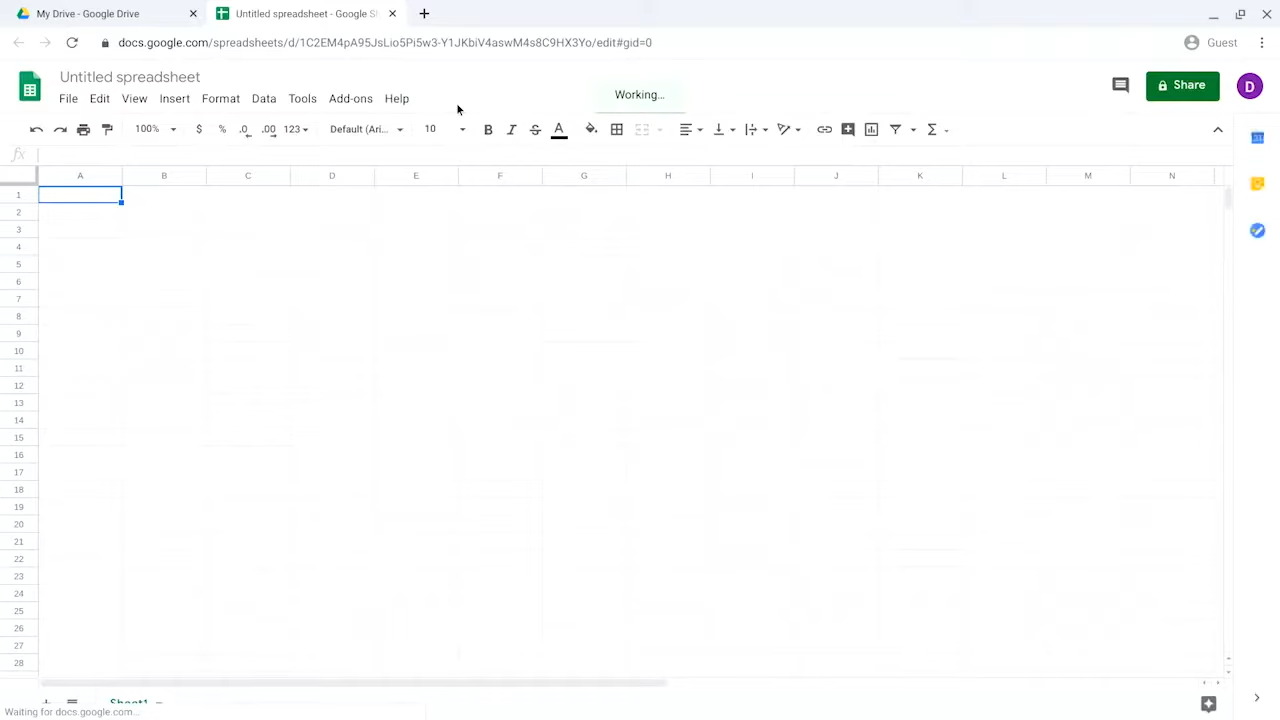 My Drive - Google Drive
Untitled spreadsheet - Google S
docs.google.com/spreadsheets/d/1C2EM4pA95JsLio5Pi5w3-Y1JKbiV4aswM4s8C9HX3Yo/edit#gid=0
Guest
Untitled spreadsheet
File Edit View Insert Format Data Tools Add-ons Help
Working...
Share
D
100% $ % .0 .00 123 Default (Ari... 10 B I S A Σ
fx
A B C D E F G H I J K L M N
1
2
3
4
5
6
7
8
9
10
11
12
13
14
15
16
17
18
19
20
21
22
23
24
25
26
27
28
Sheet1
Waiting for docs.google.com...